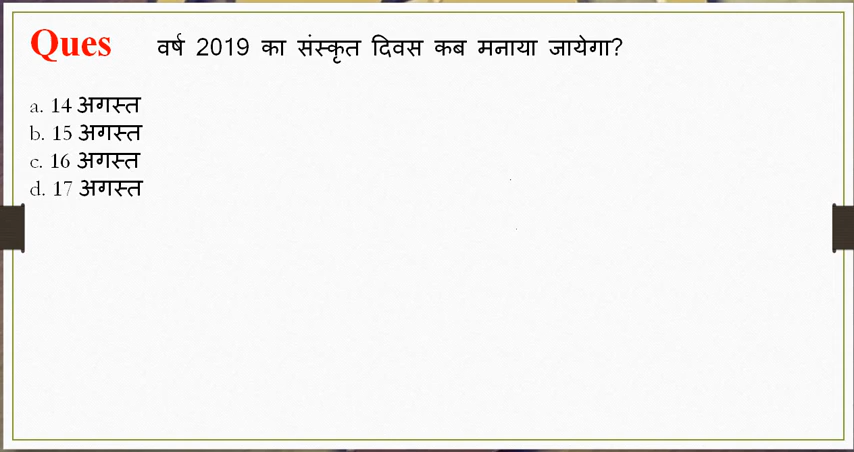 Ques वर्ष 2019 का संस्कृत दिवस कब मनाया जायेगा?
a. 14 अगस्त
b. 15 अगस्त
c. 16 अगस्त
d. 17 अगस्त